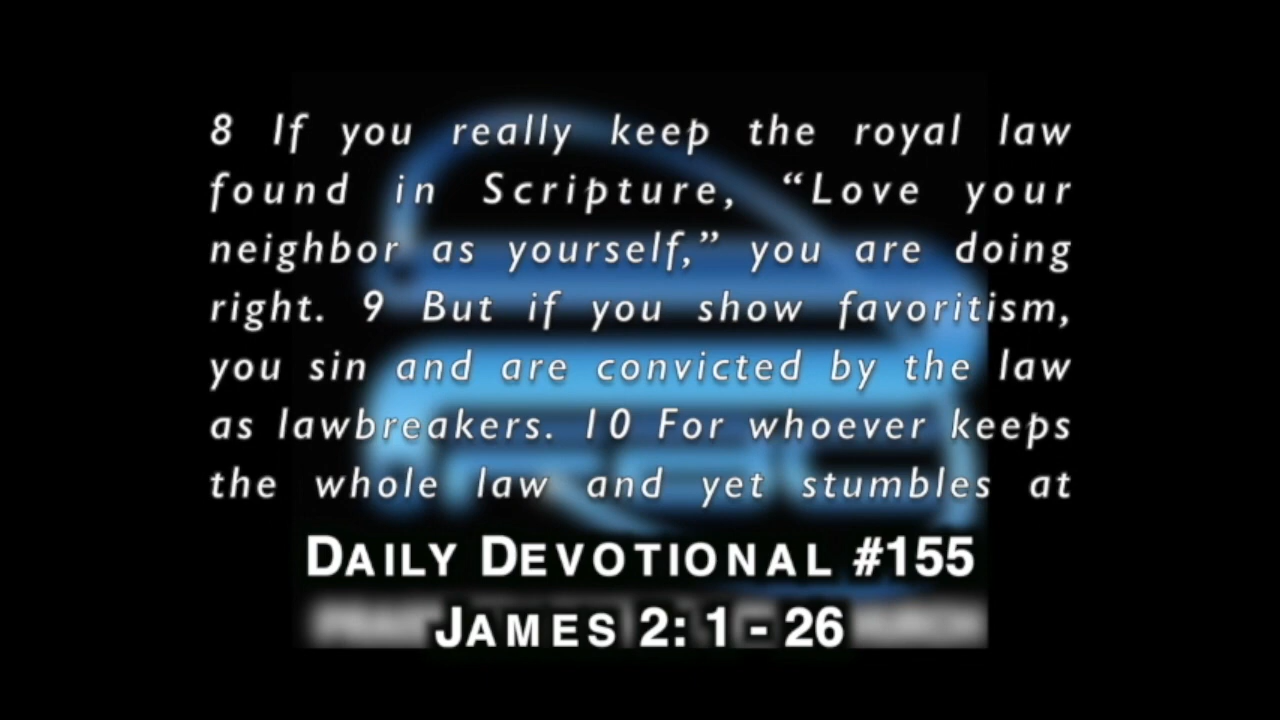 8 If you really keep the royal law
found in Scripture, “Love your
neighbor as yourself,” you are doing
right. 9 But if you show favoritism,
you sin and are convicted by the law
as lawbreakers. 10 For whoever keeps
the whole law and yet stumbles at
DAILY DEVOTIONAL #155
JAMES 2: 1 - 26